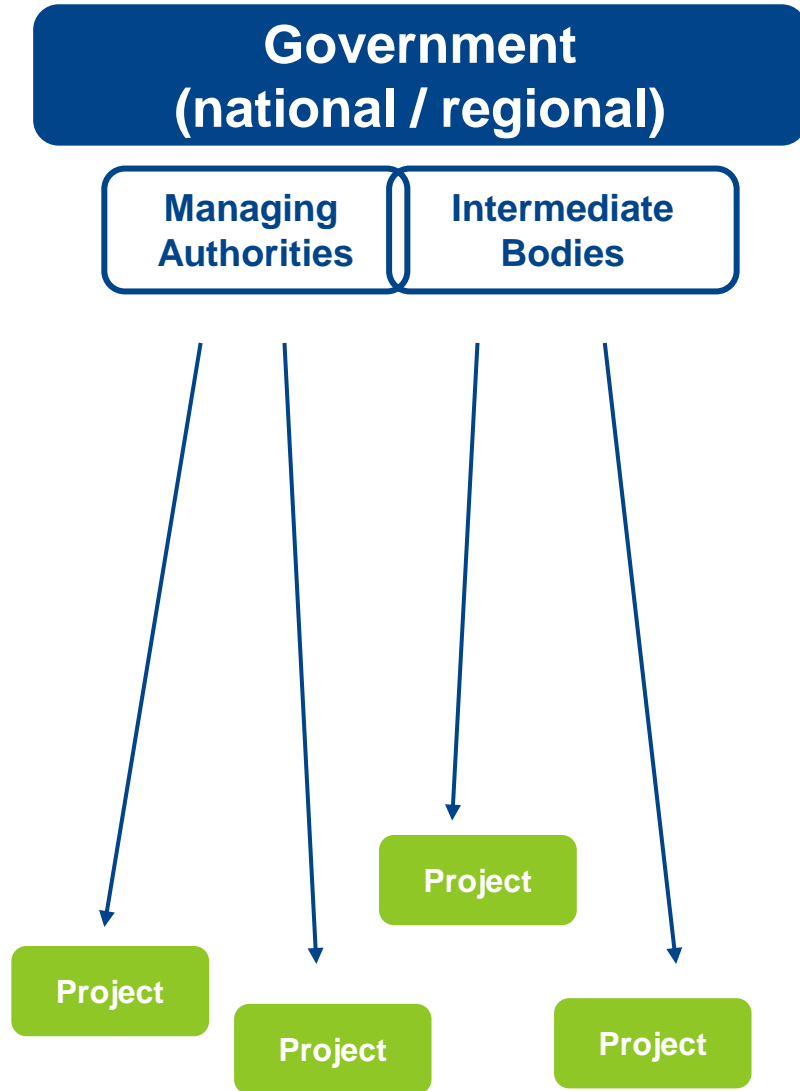 Government
(national / regional)
Managing
Authorities
Intermediate
Bodies
Project
Project
Project
Project